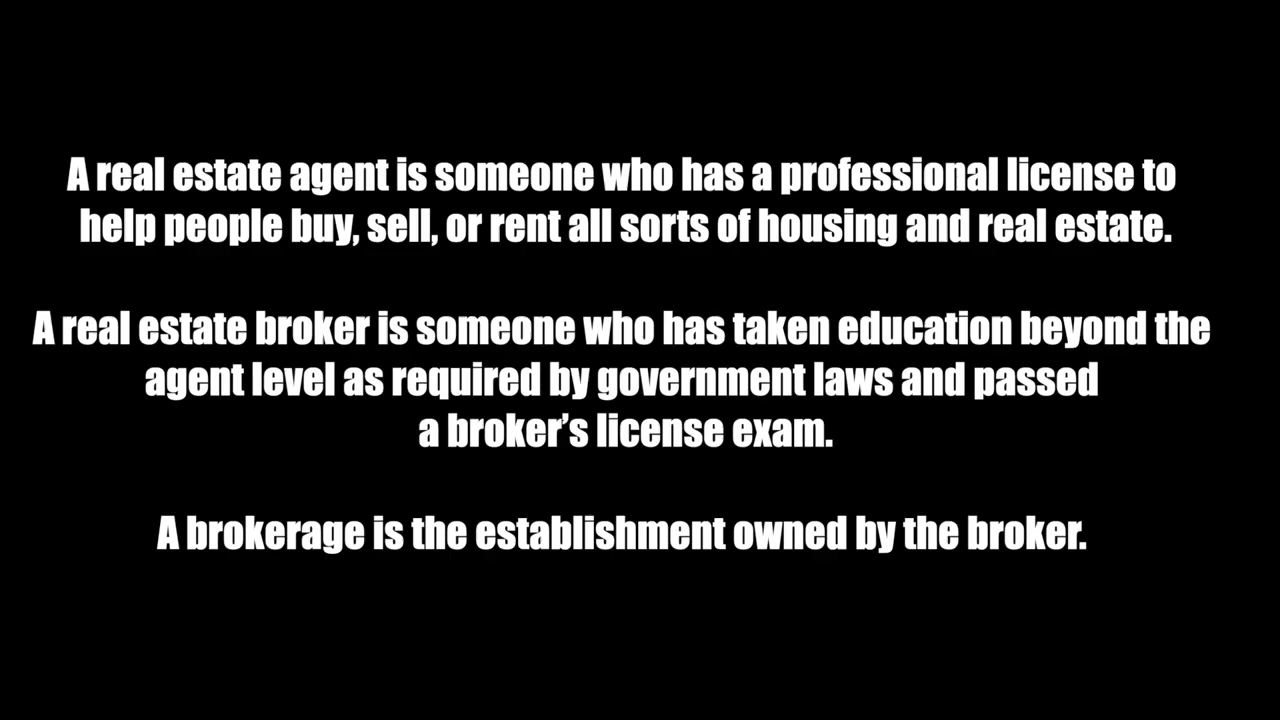 A real estate agent is someone who has a professional license to
help people buy, sell, or rent all sorts of housing and real estate.
A real estate broker is someone who has taken education beyond the
agent level as required by government laws and passed
a broker’s license exam.
A brokerage is the establishment owned by the broker.